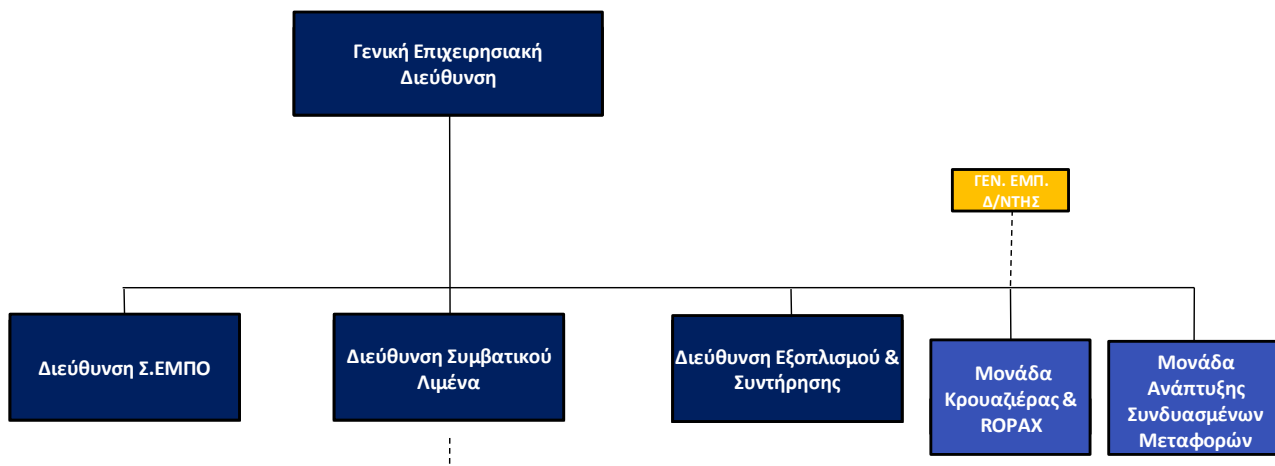 Γενική Επιχειρησιακή
Διεύθυνση
ΓΕΝ. ΕΜΠ.
Δ/ΝΤΗΣ
Διεύθυνση Σ.ΕΜΠΟ
Διεύθυνση Συμβατικού
Λιμένα
Διεύθυνση Εξοπλισμού &
Συντήρησης
Μονάδα
Κρουαζιέρας &
ROPAX
Μονάδα
Ανάπτυξης
Συνδυασμένων
Μεταφορών